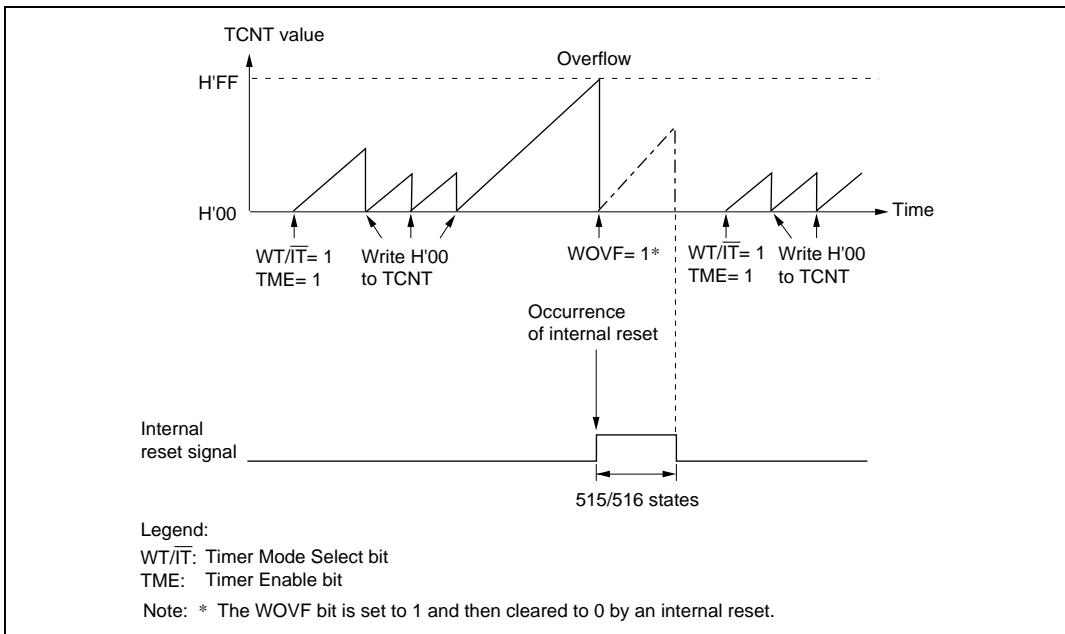 TCNT value
Overflow
H'FF
H'00
Time
WT/IT= 1
TME= 1
Write H'00
to TCNT
WOVF= 1*
WT/IT= 1
TME= 1
Write H'00
to TCNT
Occurrence
of internal reset
Internal
reset signal
515/516 states
Legend:
WT/IT: Timer Mode Select bit
TME: Timer Enable bit
Note: * The WOVF bit is set to 1 and then cleared to 0 by an internal reset.